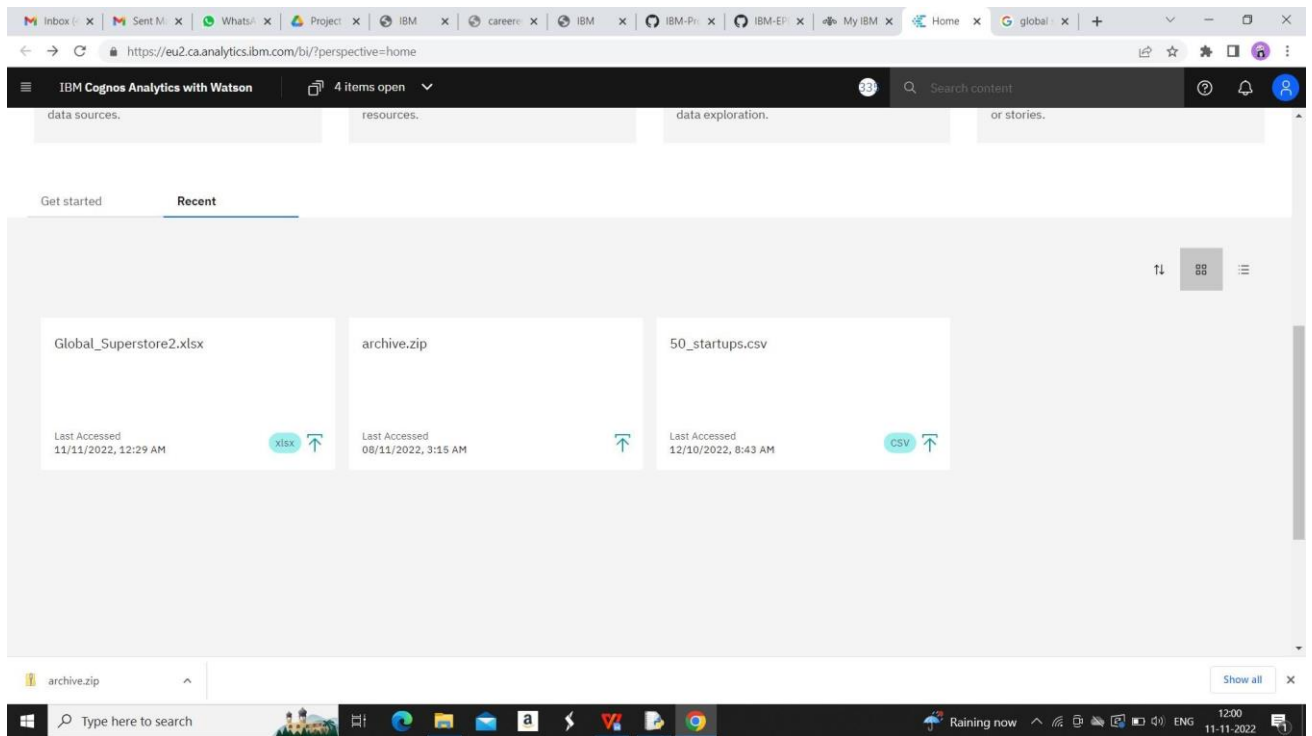 Inbox (
Sent M
WhatsA
Project
IBM
careere
IBM
IBM-Pr
IBM-EP
My IBM
Home
global
https://eu2.ca.analytics.ibm.com/bi/?perspective=home
IBM Cognos Analytics with Watson
4 items open
Search content
data sources.
resources.
data exploration.
or stories.
Get started
Recent
Global_Superstore2.xlsx
archive.zip
50_startups.csv
Last Accessed
11/11/2022, 12:29 AM
xlsx
Last Accessed
08/11/2022, 3:15 AM
Last Accessed
12/10/2022, 8:43 AM
CSV
archive.zip
Show all
Type here to search
Raining now
ENG
12:00
11-11-2022